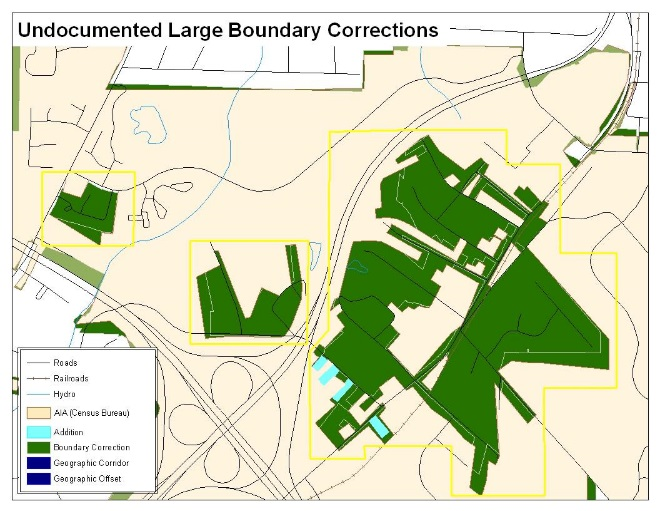 Undocumented Large Boundary Corrections
Roads
Railroads
Hydro
AIA (Census Bureau)
Addition
Boundary Correction
Geographic Corridor
Geographic Offset